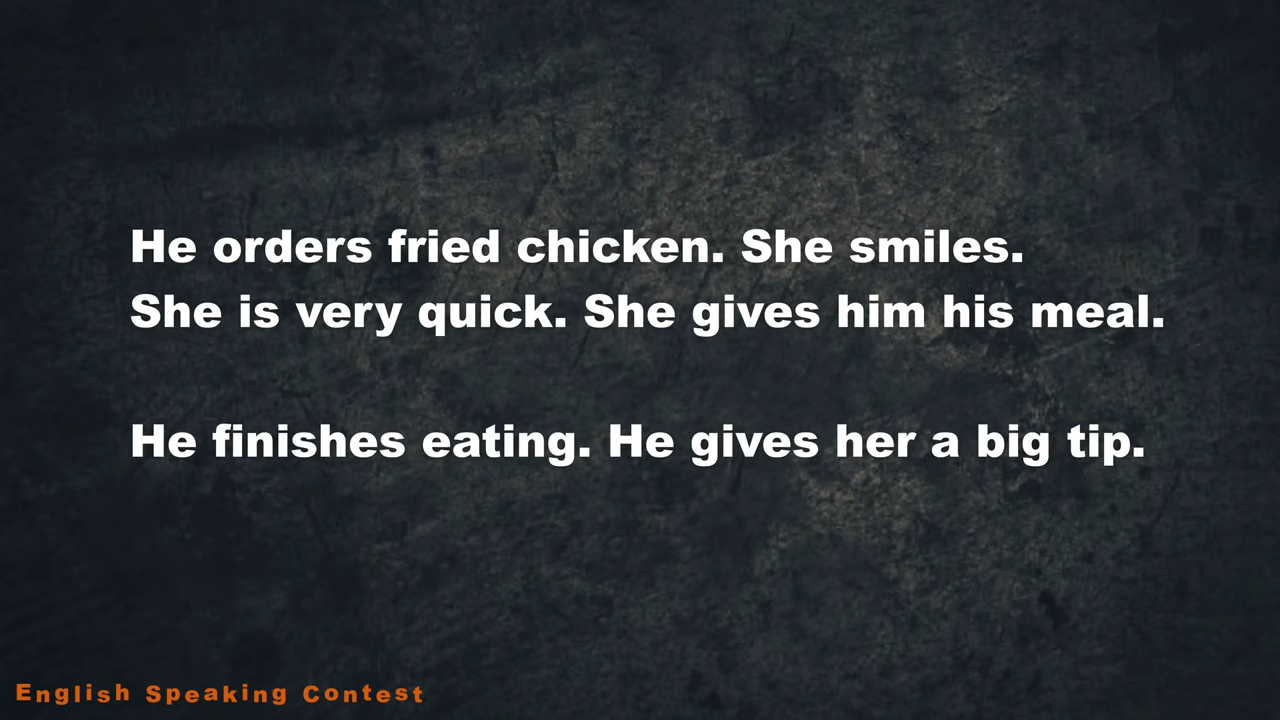 He orders fried chicken. She smiles.
She is very quick. She gives him his meal.
He finishes eating. He gives her a big tip.
English Speaking Contest